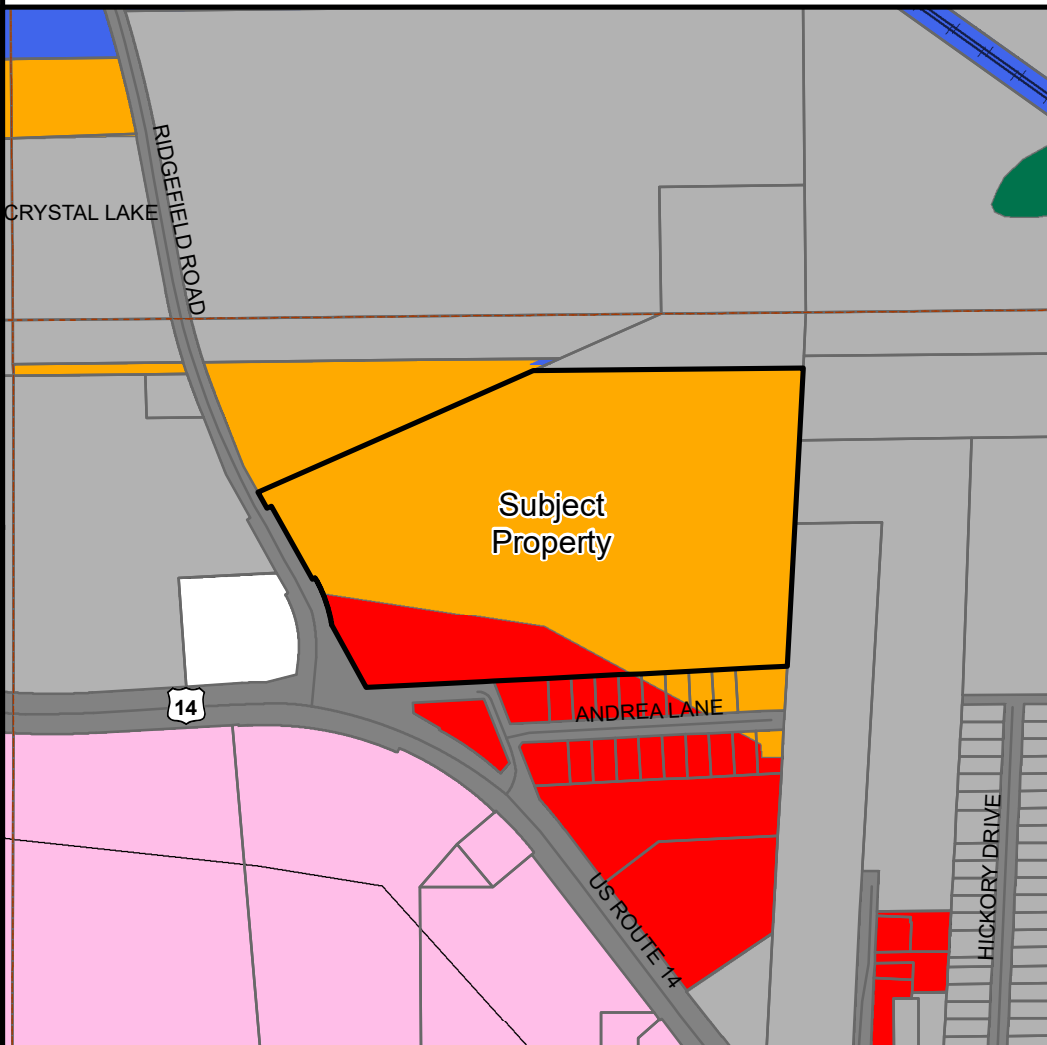 RIDGEFIELD ROAD
CRYSTAL LAKE
Subject
Property
14
ANDREA LANE
HICKORY DRIVE
US ROUTE 14